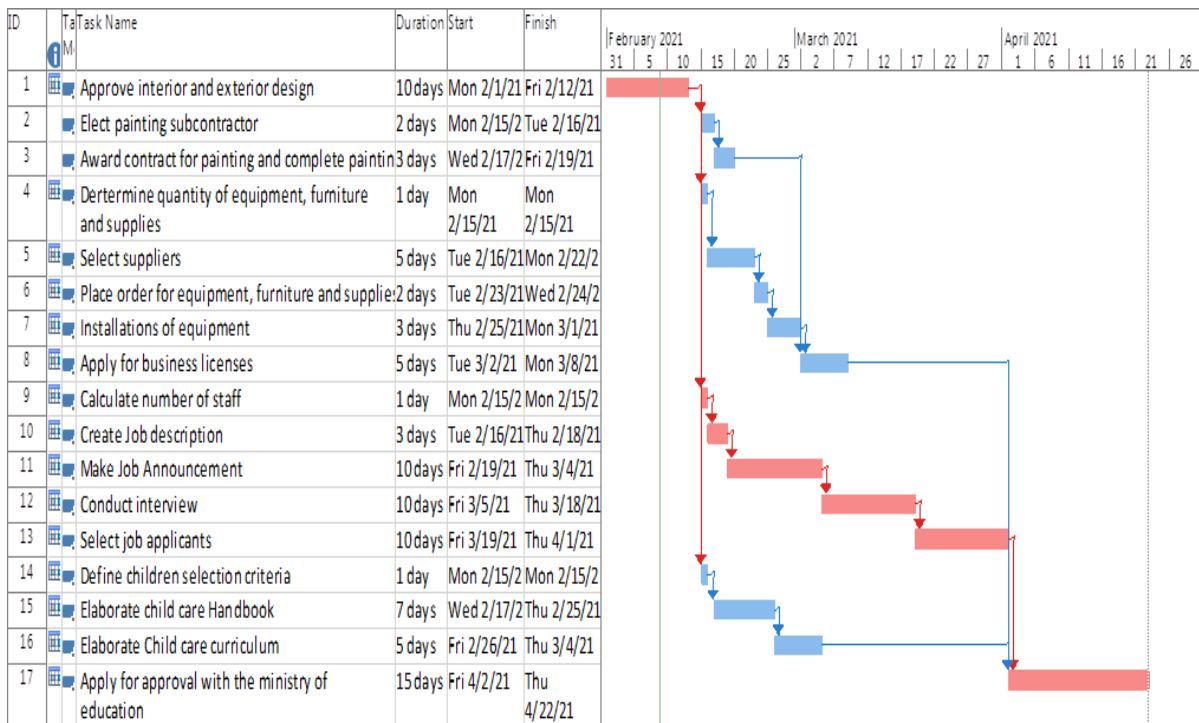 ID Ta Task Name Duration Start Finish
M
February 2021 March 2021 April 2021
31 5 10 15 20 25 2 7 12 17 22 27 1 6 11 16 21 26
1 Approve interior and exterior design 10 days Mon 2/1/21 Fri 2/12/21
2 Elect painting subcontractor 2 days Mon 2/15/2 Tue 2/16/21
3 Award contract for painting and complete paintin 3 days Wed 2/17/2 Fri 2/19/21
4 Dertermine quantity of equipment, furniture 1 day Mon Mon
and supplies 2/15/21 2/15/21
5 Select suppliers 5 days Tue 2/16/21 Mon 2/22/2
6 Place order for equipment, furniture and supplies 2 days Tue 2/23/21 Wed 2/24/2
7 Installations of equipment 3 days Thu 2/25/21 Mon 3/1/21
8 Apply for business licenses 5 days Tue 3/2/21 Mon 3/8/21
9 Calculate number of staff 1 day Mon 2/15/2 Mon 2/15/2
10 Create Job description 3 days Tue 2/16/21 Thu 2/18/21
11 Make Job Announcement 10 days Fri 2/19/21 Thu 3/4/21
12 Conduct interview 10 days Fri 3/5/21 Thu 3/18/21
13 Select job applicants 10 days Fri 3/19/21 Thu 4/1/21
14 Define children selection criteria 1 day Mon 2/15/2 Mon 2/15/2
15 Elaborate child care Handbook 7 days Wed 2/17/2 Thu 2/25/21
16 Elaborate Child care curriculum 5 days Fri 2/26/21 Thu 3/4/21
17 Apply for approval with the ministry of 15 days Fri 4/2/21 Thu
education 4/22/21